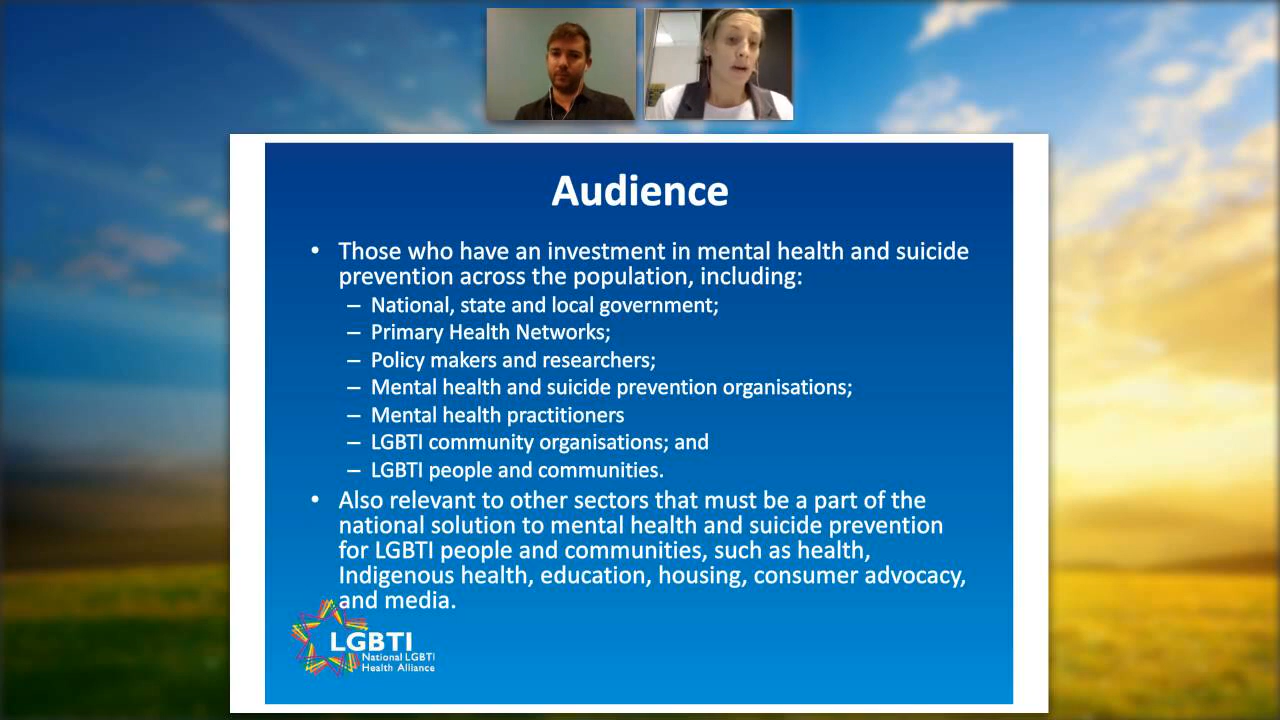 Audience
• Those who have an investment in mental health and suicide
prevention across the population, including:
– National, state and local government;
– Primary Health Networks;
– Policy makers and researchers;
– Mental health and suicide prevention organisations;
– Mental health practitioners
– LGBTI community organisations; and
– LGBTI people and communities.
• Also relevant to other sectors that must be a part of the
national solution to mental health and suicide prevention
for LGBTI people and communities, such as health,
Indigenous health, education, housing, consumer advocacy,
and media.
LGBTI
National LGBTI
Health Alliance